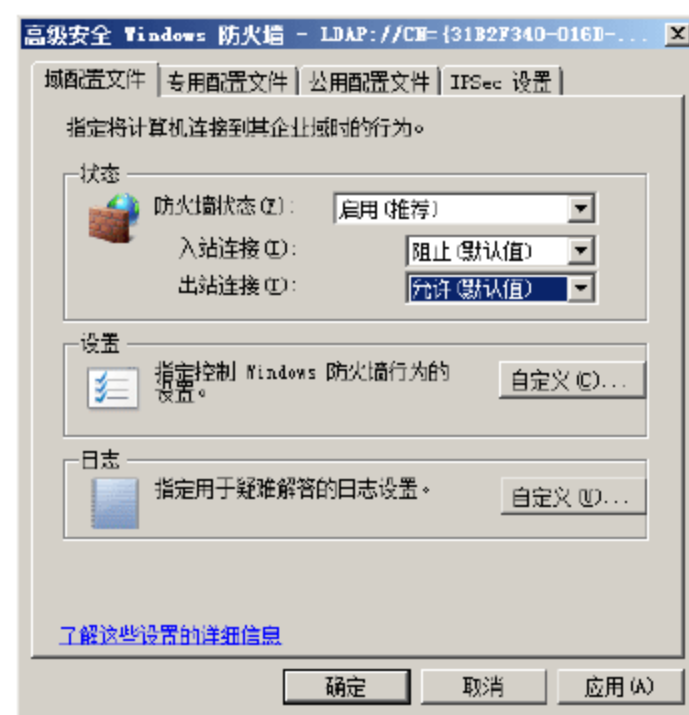 高级安全 Windows 防火墙 - LDAP://CN={31B2F340-016D-...
域配置文件 专用配置文件 公用配置文件 IPSec 设置
指定将计算机连接到其企业域时的行为。
状态
防火墙状态(F): 启用(推荐)
入站连接(I): 阻止(默认值)
出站连接(I): 允许(默认值)
设置
指定控制 Windows 防火墙行为的
设置。
自定义(C)...
日志
指定用于疑难解答的日志设置。
自定义(U)...
了解这些设置的详细信息
确定 取消 应用(A)